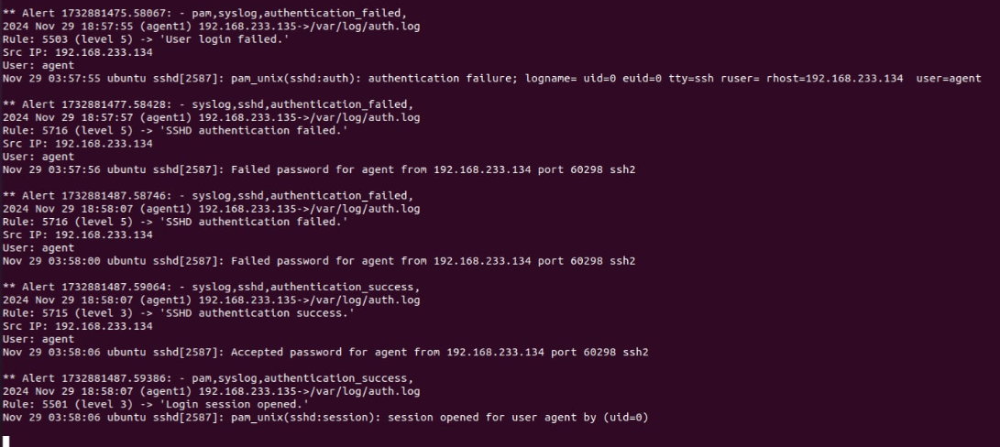 ** Alert 1732881475.58067: - pam,syslog,authentication_failed,
2024 Nov 29 18:57:55 (agent1) 192.168.233.135->/var/log/auth.log
Rule: 5503 (level 5) -> 'User login failed.'
Src IP: 192.168.233.134
User: agent
Nov 29 03:57:55 ubuntu sshd[2587]: pam_unix(sshd:auth): authentication failure; logname= uid=0 euid=0 tty=ssh ruser= rhost=192.168.233.134  user=agent
** Alert 1732881477.58428: - syslog,sshd,authentication_failed,
2024 Nov 29 18:57:57 (agent1) 192.168.233.135->/var/log/auth.log
Rule: 5716 (level 5) -> 'SSHD authentication failed.'
Src IP: 192.168.233.134
User: agent
Nov 29 03:57:56 ubuntu sshd[2587]: Failed password for agent from 192.168.233.134 port 60298 ssh2
** Alert 1732881487.58746: - syslog,sshd,authentication_failed,
2024 Nov 29 18:58:07 (agent1) 192.168.233.135->/var/log/auth.log
Rule: 5716 (level 5) -> 'SSHD authentication failed.'
Src IP: 192.168.233.134
User: agent
Nov 29 03:58:00 ubuntu sshd[2587]: Failed password for agent from 192.168.233.134 port 60298 ssh2
** Alert 1732881487.59064: - syslog,sshd,authentication_success,
2024 Nov 29 18:58:07 (agent1) 192.168.233.135->/var/log/auth.log
Rule: 5715 (level 3) -> 'SSHD authentication success.'
Src IP: 192.168.233.134
User: agent
Nov 29 03:58:06 ubuntu sshd[2587]: Accepted password for agent from 192.168.233.134 port 60298 ssh2
** Alert 1732881487.59386: - pam,syslog,authentication_success,
2024 Nov 29 18:58:07 (agent1) 192.168.233.135->/var/log/auth.log
Rule: 5501 (level 3) -> 'Login session opened.'
Nov 29 03:58:06 ubuntu sshd[2587]: pam_unix(sshd:session): session opened for user agent by (uid=0)